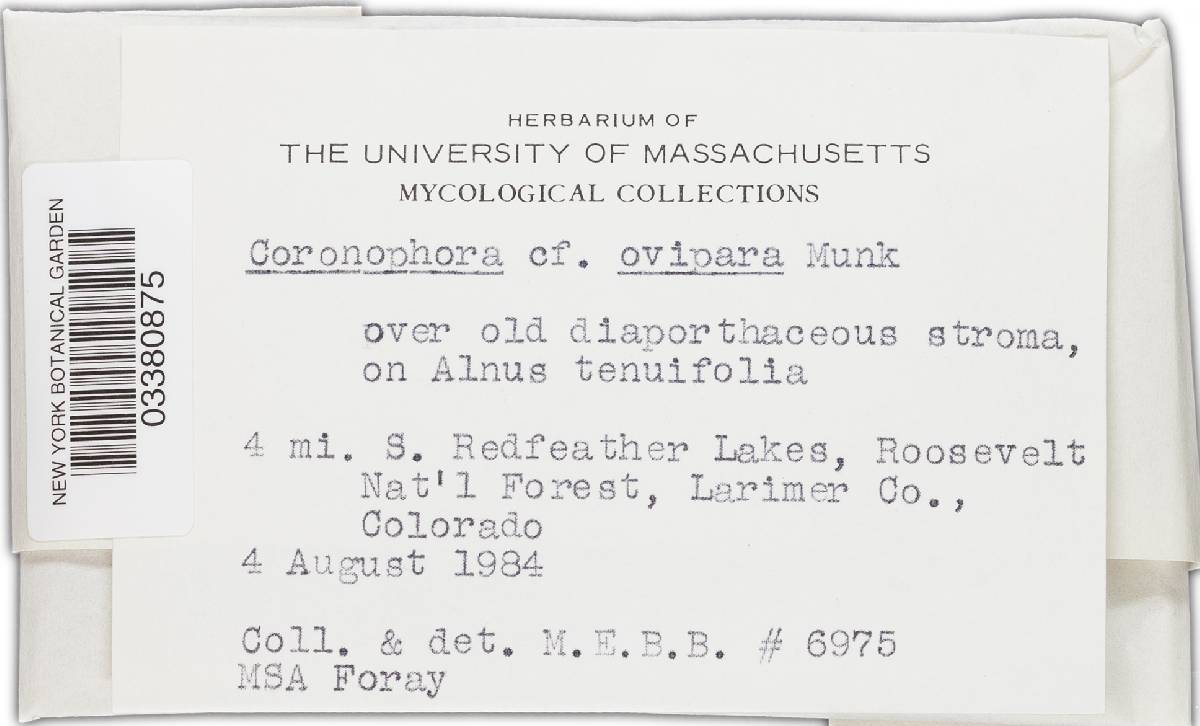 HERBARIUM OF
THE UNIVERSITY OF MASSACHUSETTS
MYCOLOGICAL COLLECTIONS
Coronophora cf. ovipara Munk
over old diaporthaceous stroma,
on Alnus tenuifolia
4 mi. S. Redfeather Lakes, Roosevelt
Nat'l Forest, Larimer Co.,
Colorado
4 August 1984
Coll. & det. M.E.B.B. # 6975
MSA Foray
NEW YORK BOTANICAL GARDEN
03380875